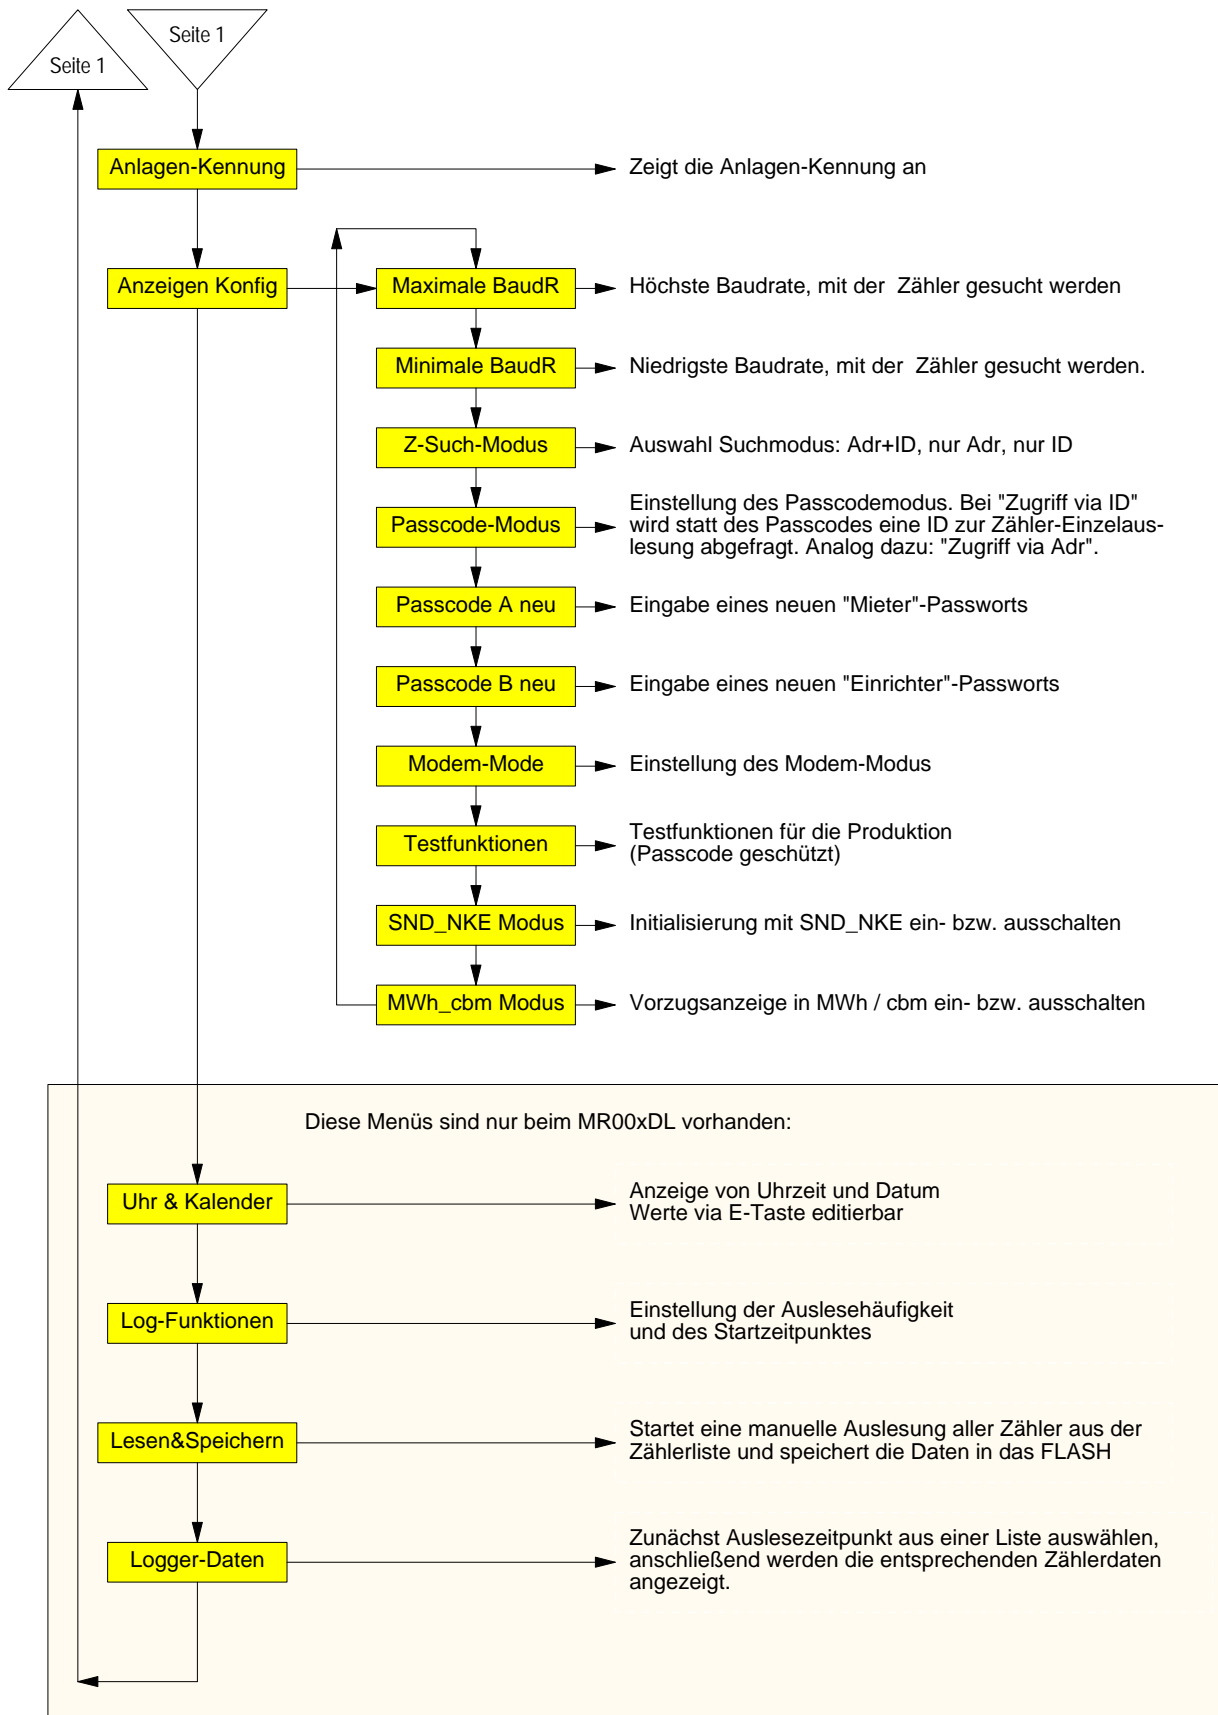 Seite 1
Seite 1
Anlagen-Kennung
Zeigt die Anlagen-Kennung an
Anzeigen Konfig
Maximale BaudR
Höchste Baudrate, mit der  Zähler gesucht werden
Minimale BaudR
Niedrigste Baudrate, mit der  Zähler gesucht werden.
Z-Such-Modus
Auswahl Suchmodus: Adr+ID, nur Adr, nur ID
Passcode-Modus
Einstellung des Passcodemodus. Bei "Zugriff via ID"
wird statt des Passcodes eine ID zur Zähler-Einzelaus-
lesung abgefragt. Analog dazu: "Zugriff via Adr".
Passcode A neu
Eingabe eines neuen "Mieter"-Passworts
Passcode B neu
Eingabe eines neuen "Einrichter"-Passworts
Modem-Mode
Einstellung des Modem-Modus
Testfunktionen
Testfunktionen für die Produktion
(Passcode geschützt)
SND_NKE Modus
Initialisierung mit SND_NKE ein- bzw. ausschalten
MWh_cbm Modus
Vorzugsanzeige in MWh / cbm ein- bzw. ausschalten
Diese Menüs sind nur beim MR00xDL vorhanden:
Uhr & Kalender
Anzeige von Uhrzeit und Datum
Werte via E-Taste editierbar
Log-Funktionen
Einstellung der Auslesehäufigkeit
und des Startzeitpunktes
Lesen&Speichern
Startet eine manuelle Auslesung aller Zähler aus der
Zählerliste und speichert die Daten in das FLASH
Logger-Daten
Zunächst Auslesezeitpunkt aus einer Liste auswählen,
anschließend werden die entsprechenden Zählerdaten
angezeigt.